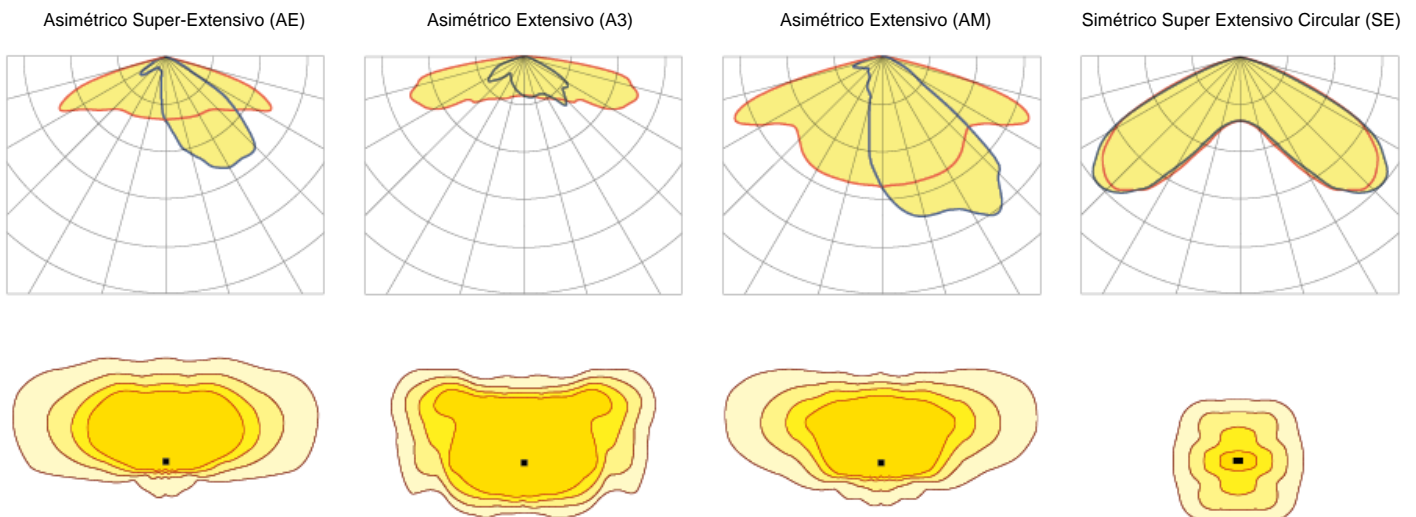 Asimétrico Super-Extensivo (AE)
Asimétrico Extensivo (A3)
Asimétrico Extensivo (AM)
Simétrico Super Extensivo Circular (SE)